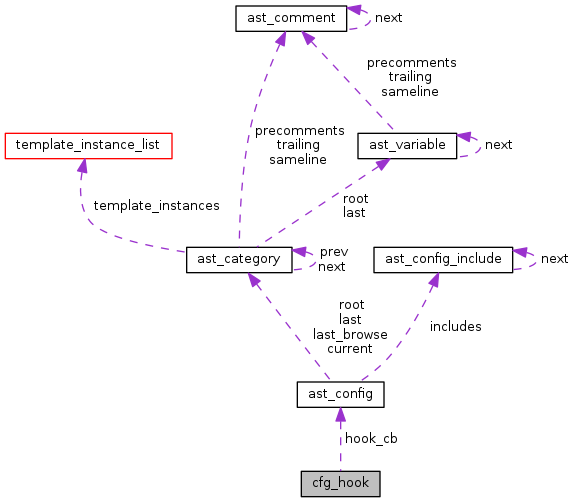 ast_comment
next
precomments
trailing
sameline
precomments
trailing
sameline
template_instance_list
ast_variable
next
template_instances
root
last
ast_category
prev
next
ast_config_include
next
root
last
last_browse
current
includes
ast_config
hook_cb
cfg_hook